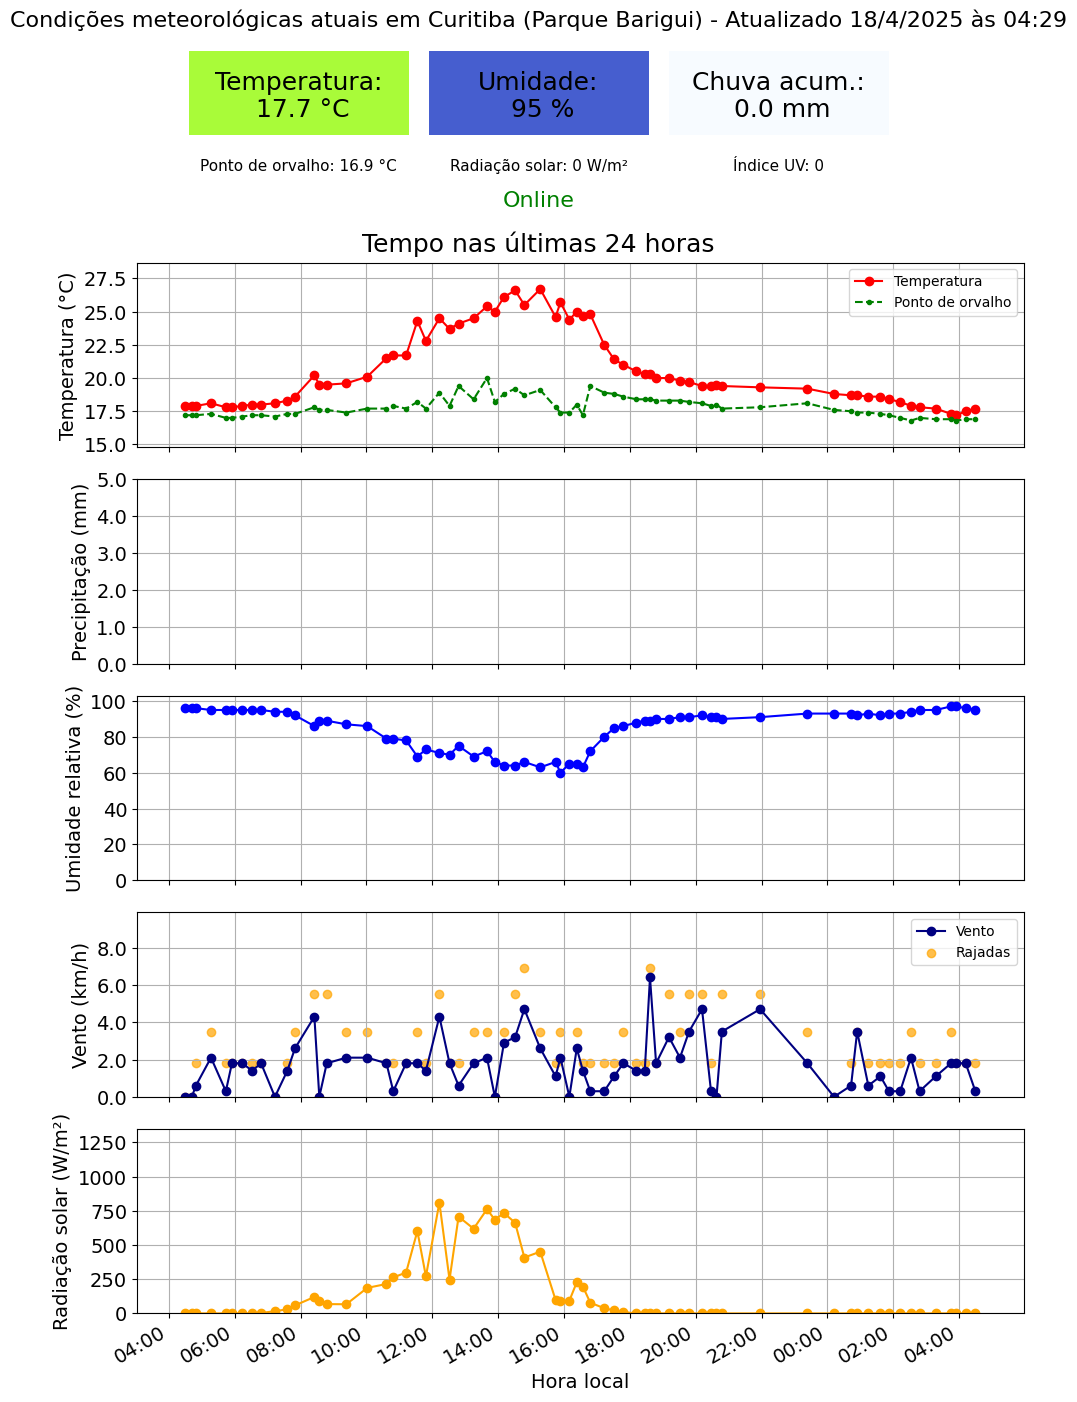 Condições meteorológicas atuais em Curitiba (Parque Barigui) - Atualizado 18/4/2025 às 04:29
Temperatura:
17.7 °C
Umidade:
95 %
Chuva acum.:
0.0 mm
Ponto de orvalho: 16.9 °C
Radiação solar: 0 W/m²
Índice UV: 0
Online
Tempo nas últimas 24 horas
Temperatura (°C)
27.5
25.0
22.5
20.0
17.5
15.0
Temperatura
Ponto de orvalho
Precipitação (mm)
5.0
4.0
3.0
2.0
1.0
0.0
Umidade relativa (%)
100
80
60
40
20
0
Vento (km/h)
8.0
6.0
4.0
2.0
0.0
Vento
Rajadas
Radiação solar (W/m²)
1250
1000
750
500
250
0
04:00
06:00
08:00
10:00
12:00
14:00
16:00
18:00
20:00
22:00
00:00
02:00
04:00
Hora local